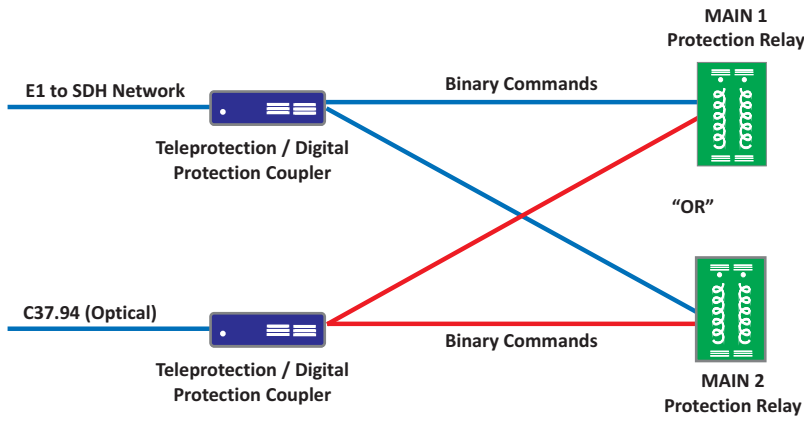 MAIN 1
Protection Relay
E1 to SDH Network
Binary Commands
Teleprotection / Digital
Protection Coupler
“OR”
C37.94 (Optical)
Binary Commands
Teleprotection / Digital
Protection Coupler
MAIN 2
Protection Relay